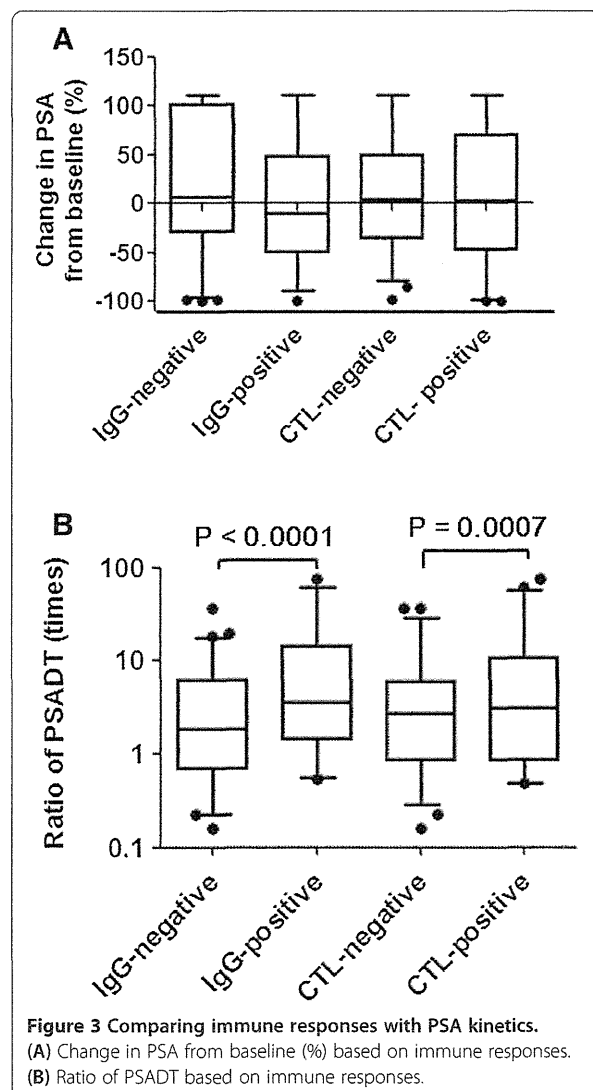 A
Change in PSA
from baseline (%)
150
100
50
0
-50
-100
IgG-negative
IgG-positive
CTL-negative
CTL- positive
B
P < 0.0001
P = 0.0007
Ratio of PSADT (times)
100
10
1
0.1
IgG-negative
IgG-positive
CTL-negative
CTL-positive
Figure 3 Comparing immune responses with PSA kinetics.
(A) Change in PSA from baseline (%) based on immune responses.
(B) Ratio of PSADT based on immune responses.